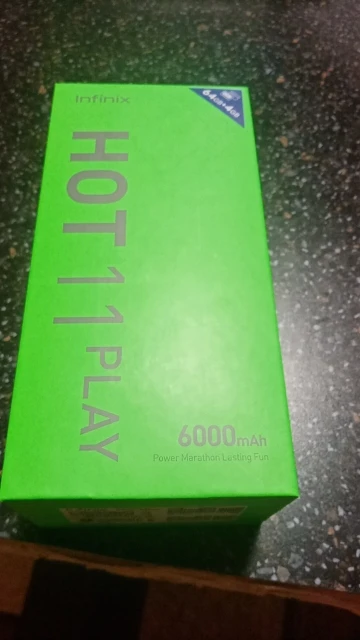 Infinix
64GB+4GB
HOT 11 PLAY
6000mAh
Power Marathon Lasting Fun